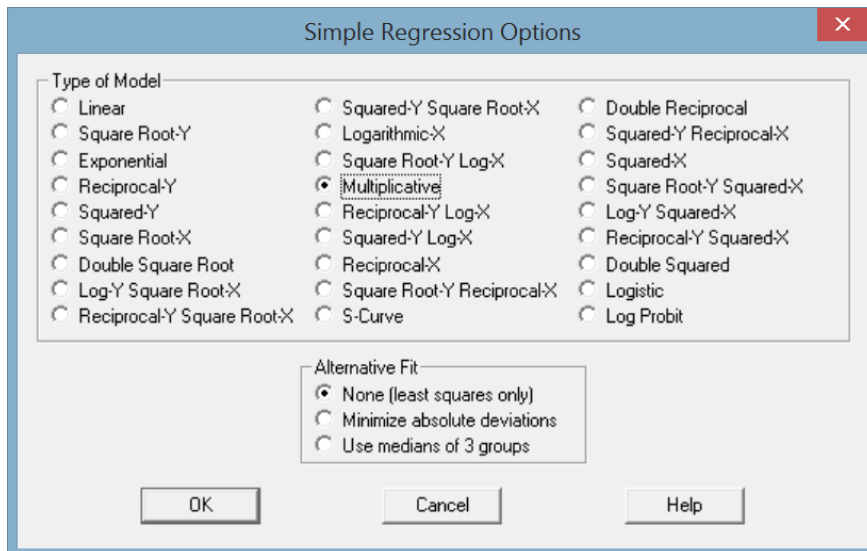 Simple Regression Options
Type of Model
Linear
Square Root-Y
Exponential
Reciprocal-Y
Squared-Y
Square Root-X
Double Square Root
Log-Y Square Root-X
Reciprocal-Y Square Root-X
Squared-Y Square Root-X
Logarithmic-X
Square Root-Y Log-X
Multiplicative
Reciprocal-Y Log-X
Squared-Y Log-X
Reciprocal-X
Square Root-Y Reciprocal-X
S-Curve
Double Reciprocal
Squared-Y Reciprocal-X
Squared-X
Square Root-Y Squared-X
Log-Y Squared-X
Reciprocal-Y Squared-X
Double Squared
Logistic
Log Probit
Alternative Fit
None (least squares only)
Minimize absolute deviations
Use medians of 3 groups
OK
Cancel
Help